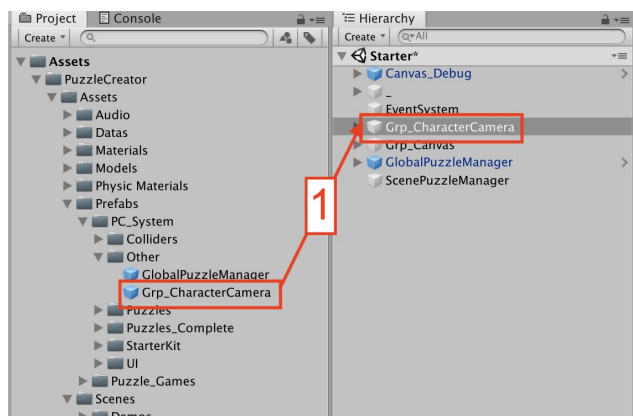 Project
Console
Create
Assets
PuzzleCreator
Assets
Audio
Datas
Materials
Models
Physic Materials
Prefabs
PC_System
Colliders
Other
GlobalPuzzleManager
Grp_CharacterCamera
Puzzles
Puzzles_Complete
StarterKit
UI
Puzzle_Games
Scenes
Demos
1
Hierarchy
Create All
Starter*
Canvas_Debug
_
EventSystem
Grp_CharacterCamera
Grp_Canvas
GlobalPuzzleManager
ScenePuzzleManager